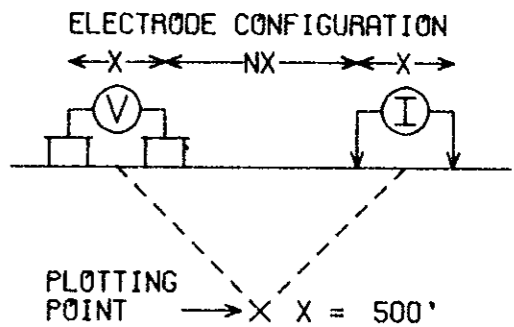 ELECTRODE CONFIGURATION
X NX X
V I
PLOTTING
POINT X X = 500'